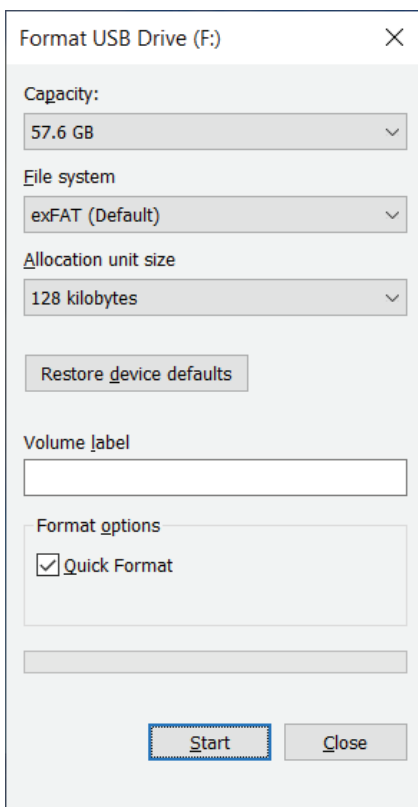 Format USB Drive (F:)
Capacity:
57.6 GB
File system
exFAT (Default)
Allocation unit size
128 kilobytes
Restore device defaults
Volume label
Format options
Quick Format
Start
Close